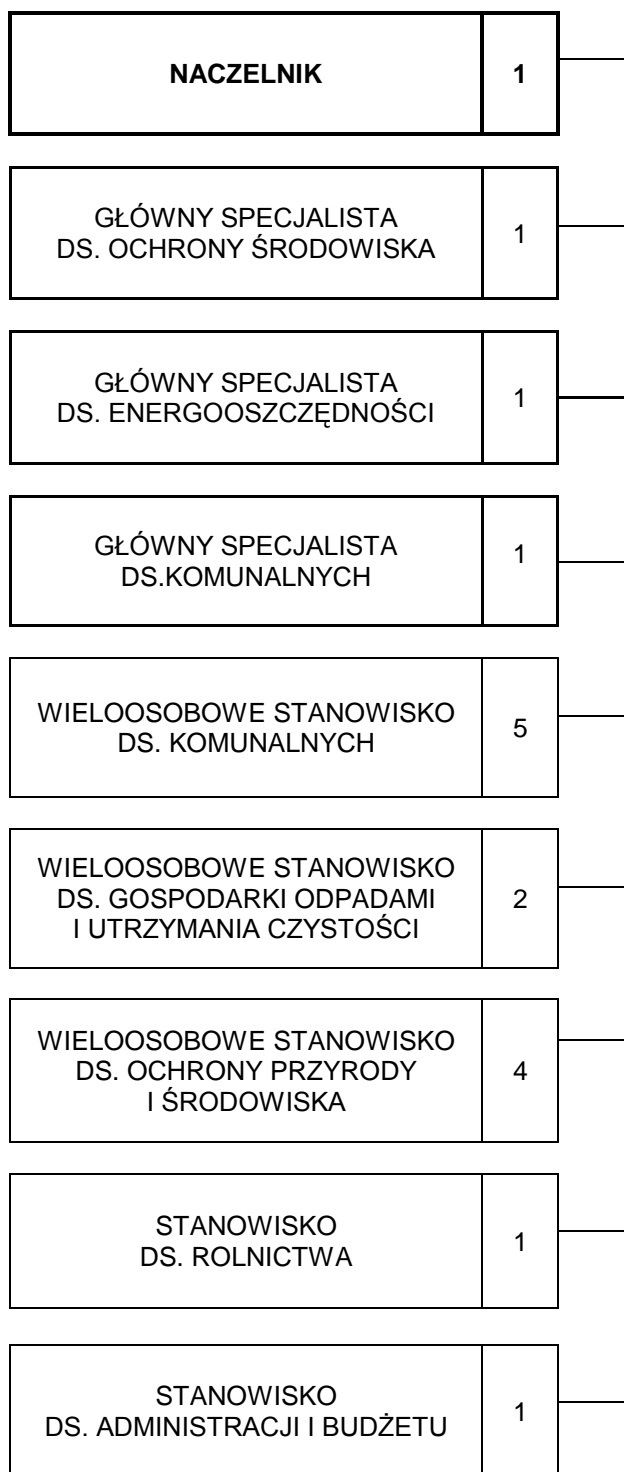 NACZELNIK 1
GŁÓWNY SPECJALISTA
DS. OCHRONY ŚRODOWISKA 1
GŁÓWNY SPECJALISTA
DS. ENERGOOSZCZĘDNOŚCI 1
GŁÓWNY SPECJALISTA
DS.KOMUNALNYCH 1
WIELOOSOBOWE STANOWISKO
DS. KOMUNALNYCH 5
WIELOOSOBOWE STANOWISKO
DS. GOSPODARKI ODPADAMI 2
I UTRZYMANIA CZYSTOŚCI
WIELOOSOBOWE STANOWISKO
DS. OCHRONY PRZYRODY 4
I ŚRODOWISKA
STANOWISKO
DS. ROLNICTWA 1
STANOWISKO
DS. ADMINISTRACJI I BUDŻETU 1